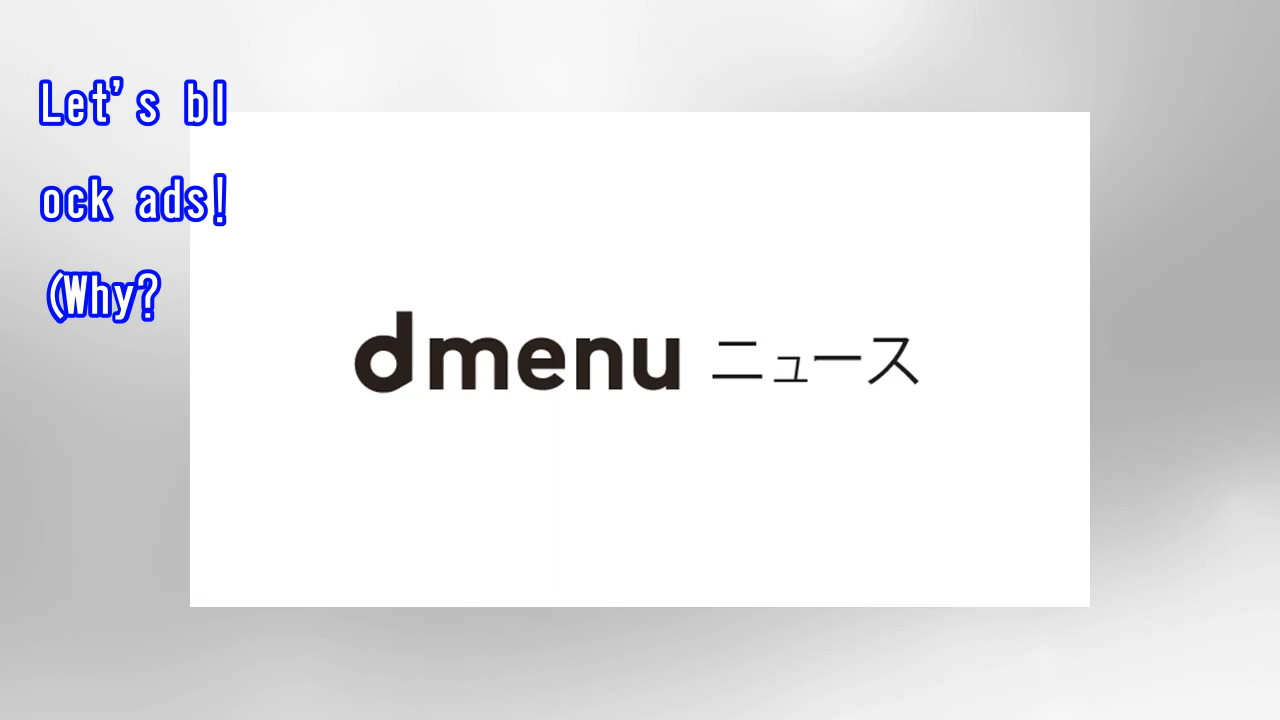 Let's bl
ock ads!
(Why?
dmenu ニュース